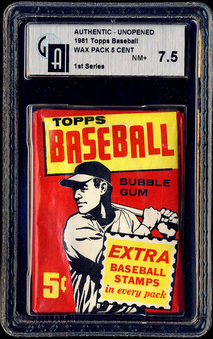 AUTHENTIC - UNOPENED
1961 Topps Baseball
WAX PACK 5 CENT
1st Series
GAI
NM+
7.5
TOPPS
BASEBALL
BUBBLE
GUM
EXTRA
BASEBALL
STAMPS
in every pack
5¢